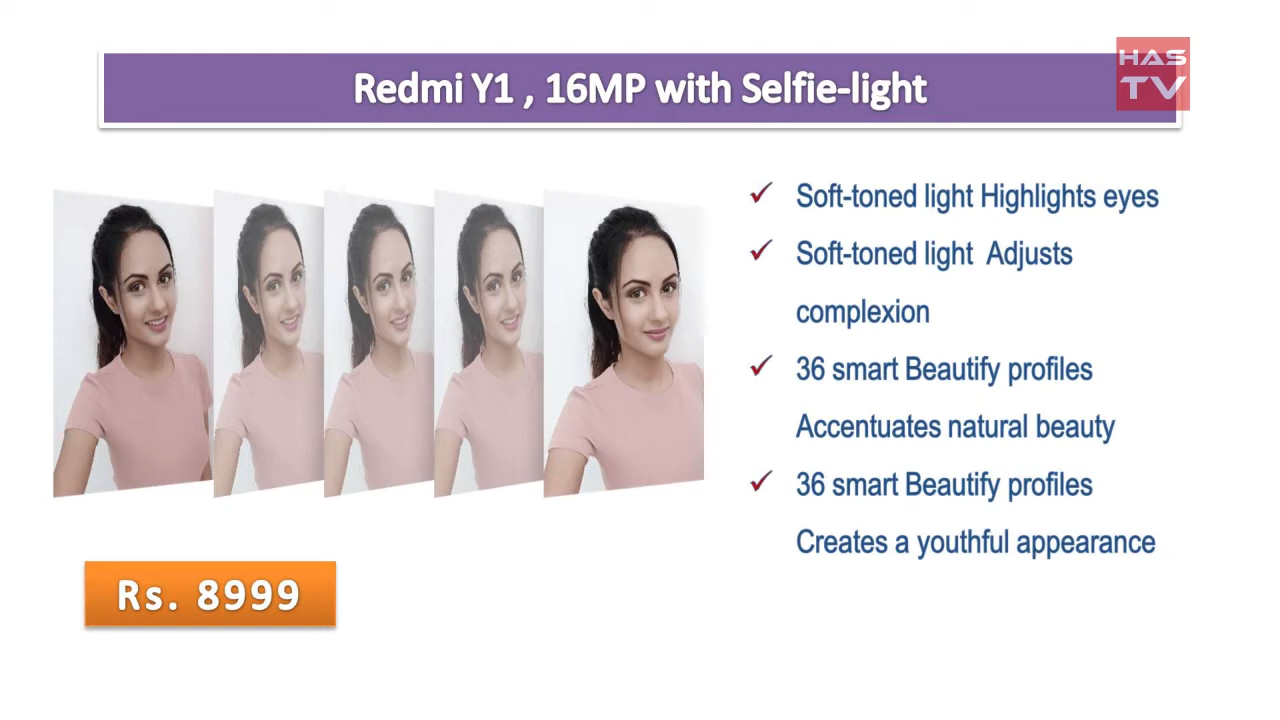 Redmi Y1 , 16MP with Selfie-light
HAS
TV
✓ Soft-toned light Highlights eyes
✓ Soft-toned light Adjusts
complexion
✓ 36 smart Beautify profiles
Accentuates natural beauty
✓ 36 smart Beautify profiles
Creates a youthful appearance
Rs. 8999